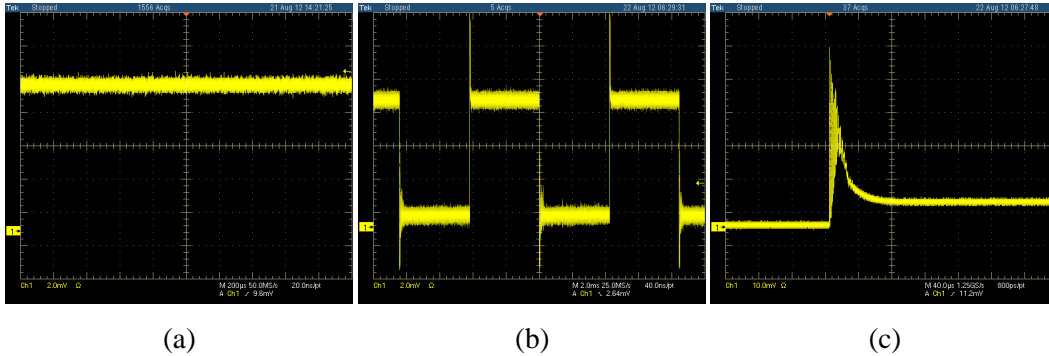 Tek Stopped 1556 Acqs 21 Aug 12 14:21:25
1
Ch1 2.0mV Ω M 200µs 50.0MS/s 20.0ns/pt
A Ch1 ⁄ 9.6mV
(a)
Tek Stopped 5 Acqs 22 Aug 12 06:29:31
1
Ch1 2.0mV Ω M 2.0ms 25.0MS/s 40.0ns/pt
A Ch1 \ 2.64mV
(b)
Tek Stopped 37 Acqs 22 Aug 12 06:27:48
1
Ch1 10.0mV Ω M 40.0µs 1.25GS/s 800ps/pt
A Ch1 ⁄ 11.2mV
(c)